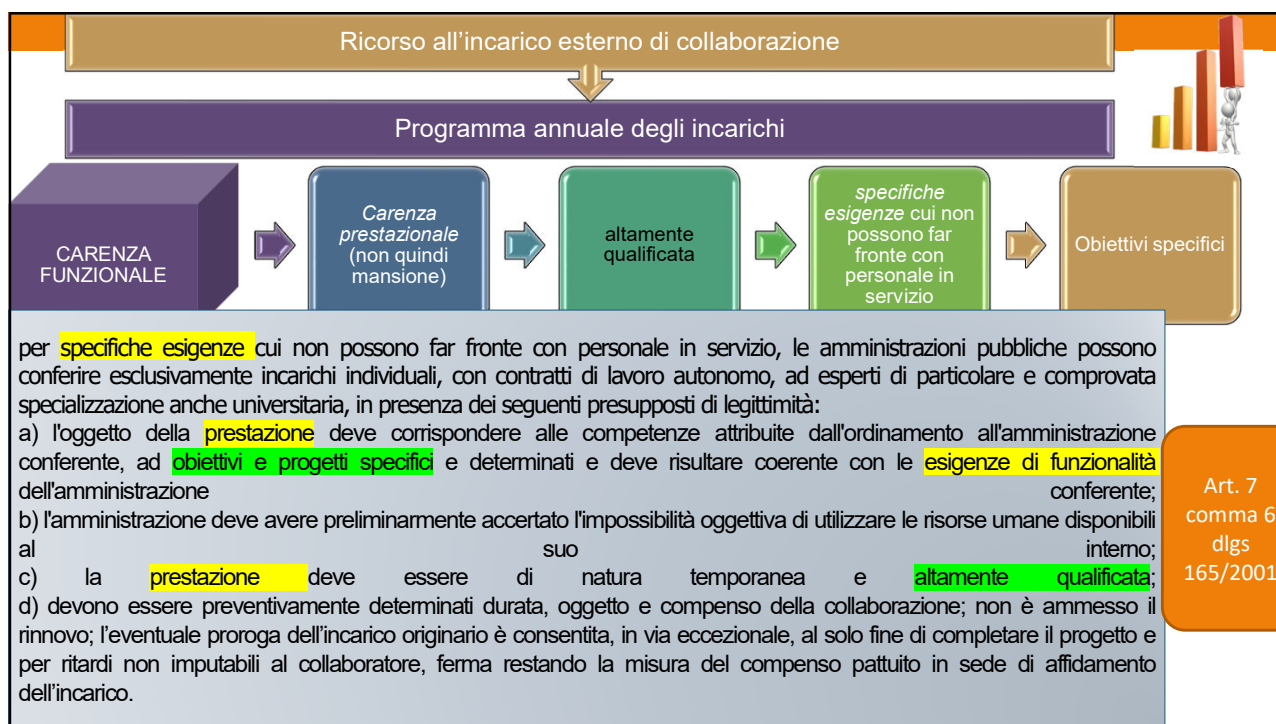 Ricorso all'incarico esterno di collaborazione
Programma annuale degli incarichi
CARENZA
FUNZIONALE
Carenza
prestazionale
(non quindi
mansione)
altamente
qualificata
specifiche
esigenze cui non
possono far
fronte con
personale in
servizio
Obiettivi specifici
per specifiche esigenze cui non possono far fronte con personale in servizio, le amministrazioni pubbliche possono
conferire esclusivamente incarichi individuali, con contratti di lavoro autonomo, ad esperti di particolare e comprovata
specializzazione anche universitaria, in presenza dei seguenti presupposti di legittimità:
a) l'oggetto della prestazione deve corrispondere alle competenze attribuite dall'ordinamento all'amministrazione
conferente, ad obiettivi e progetti specifici e determinati e deve risultare coerente con le esigenze di funzionalità
dell'amministrazione conferente;
b) l'amministrazione deve avere preliminarmente accertato l'impossibilità oggettiva di utilizzare le risorse umane disponibili
al suo interno;
c) la prestazione deve essere di natura temporanea e altamente qualificata;
d) devono essere preventivamente determinati durata, oggetto e compenso della collaborazione; non è ammesso il
rinnovo; l'eventuale proroga dell'incarico originario è consentita, in via eccezionale, al solo fine di completare il progetto e
per ritardi non imputabili al collaboratore, ferma restando la misura del compenso pattuito in sede di affidamento
dell'incarico.
Art. 7
comma 6
dlgs
165/2001